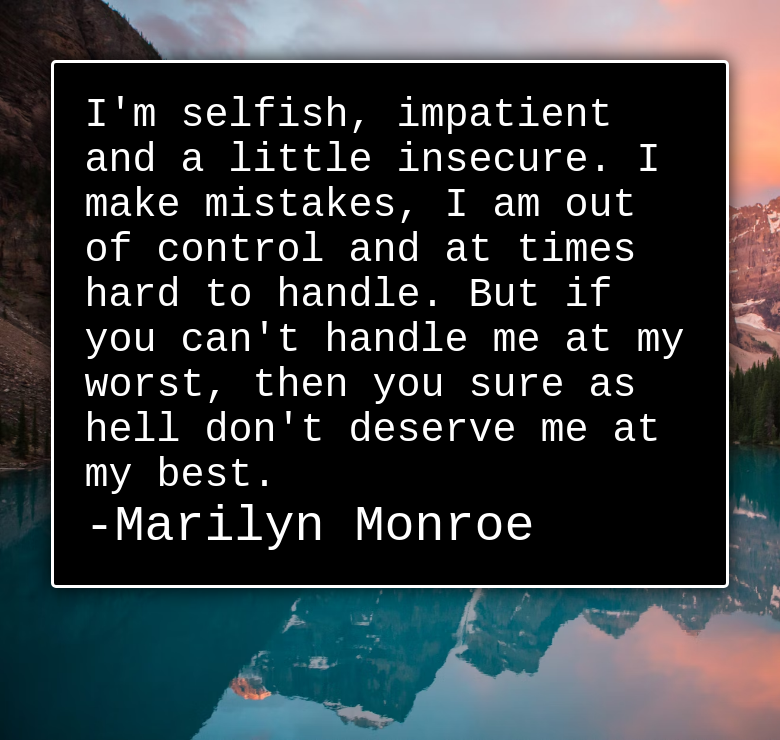 I'm selfish, impatient
and a little insecure. I
make mistakes, I am out
of control and at times
hard to handle. But if
you can't handle me at my
worst, then you sure as
hell don't deserve me at
my best.
-Marilyn Monroe